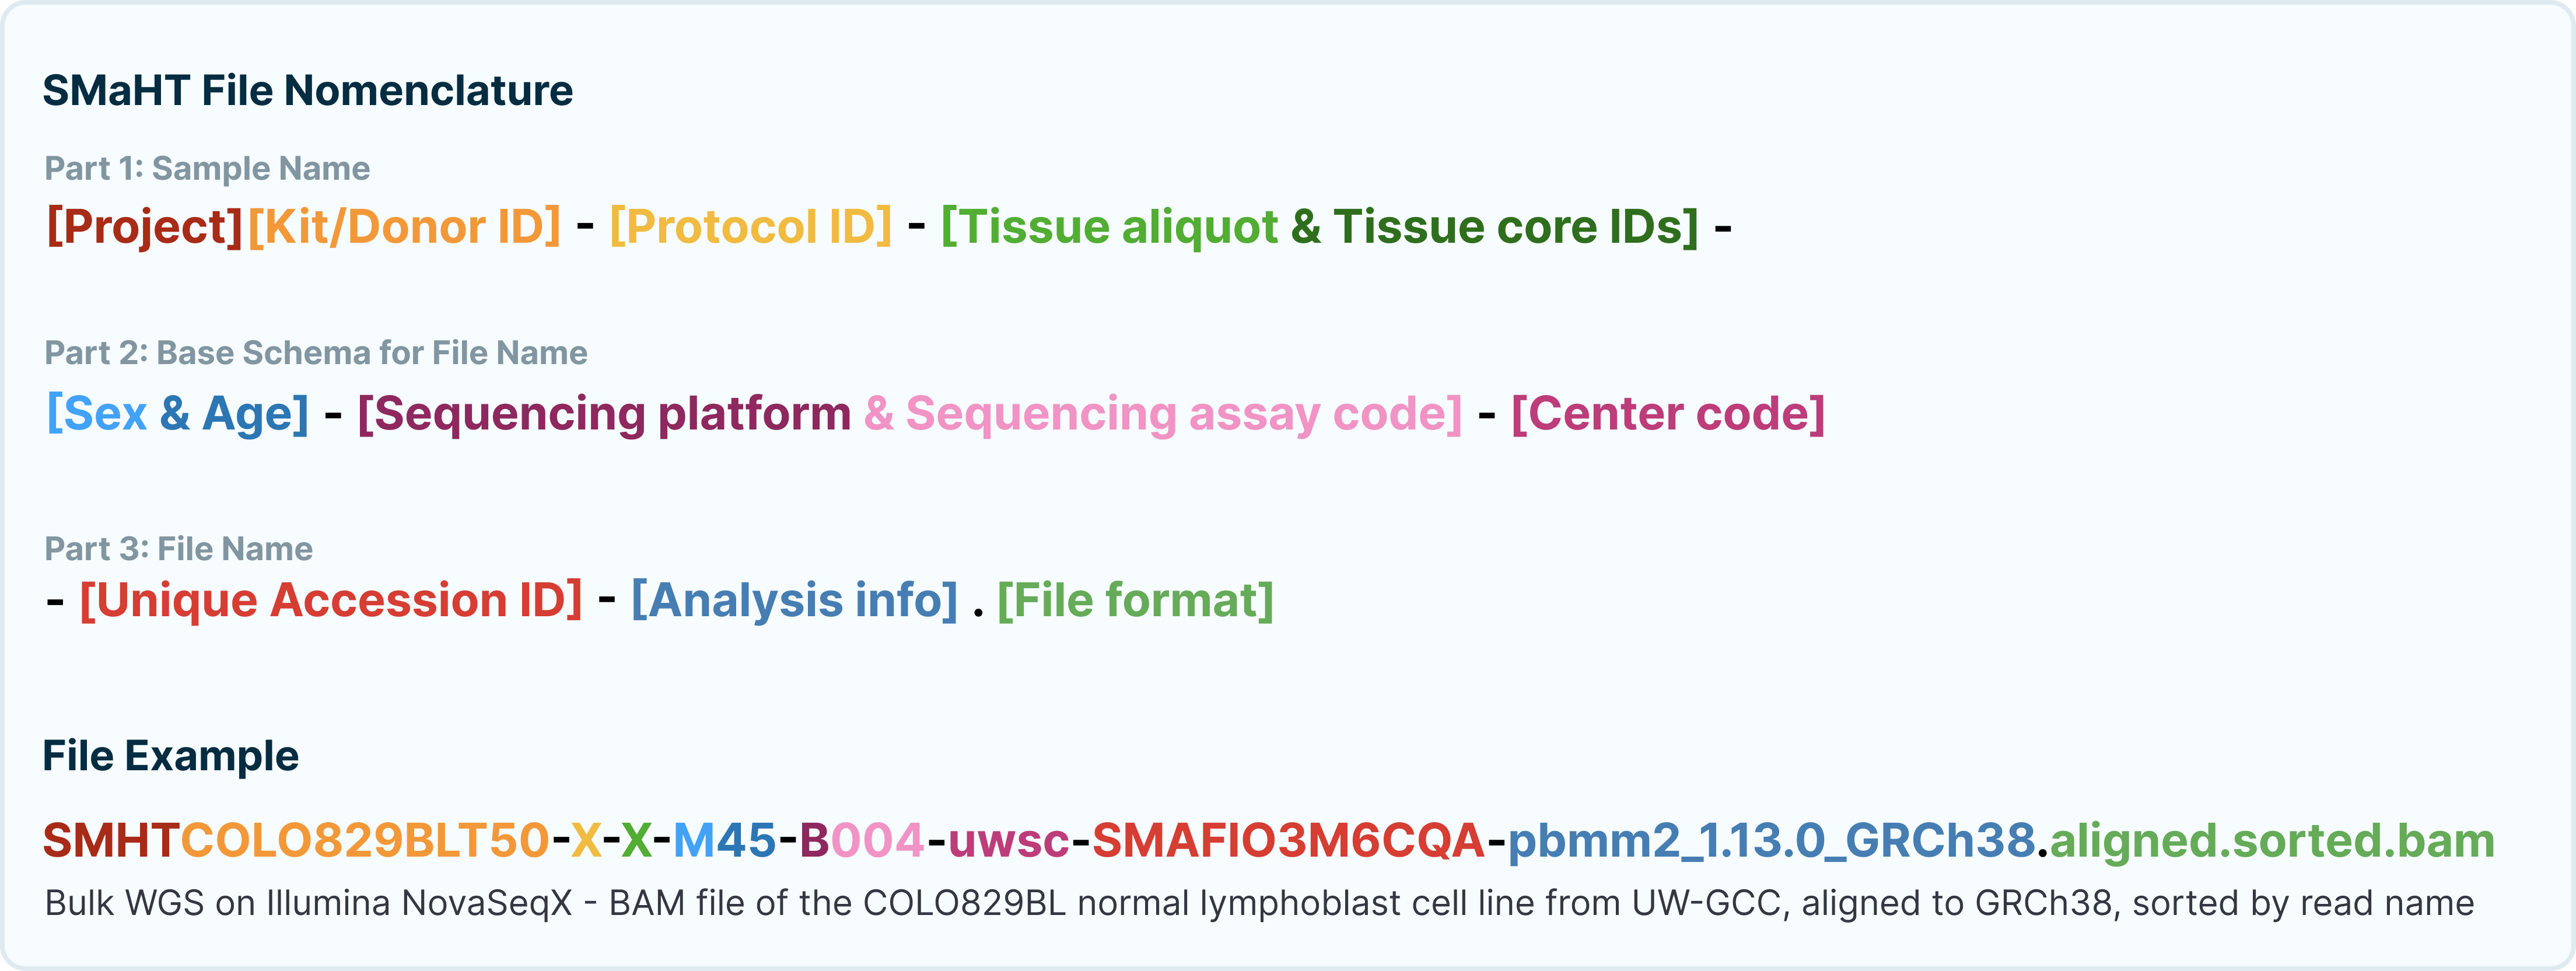 SMaHT File Nomenclature
Part 1: Sample Name
[Project][Kit/Donor ID] - [Protocol ID] - [Tissue aliquot & Tissue core IDs] -
Part 2: Base Schema for File Name
[Sex & Age] - [Sequencing platform & Sequencing assay code] - [Center code]
Part 3: File Name
- [Unique Accession ID] - [Analysis info] . [File format]
File Example
SMHTCOLO829BLT50-X-X-M45-B004-uwsc-SMAFIO3M6CQA-pbmm2_1.13.0_GRCh38.aligned.sorted.bam
Bulk WGS on Illumina NovaSeqX - BAM file of the COLO829BL normal lymphoblast cell line from UW-GCC, aligned to GRCh38, sorted by read name